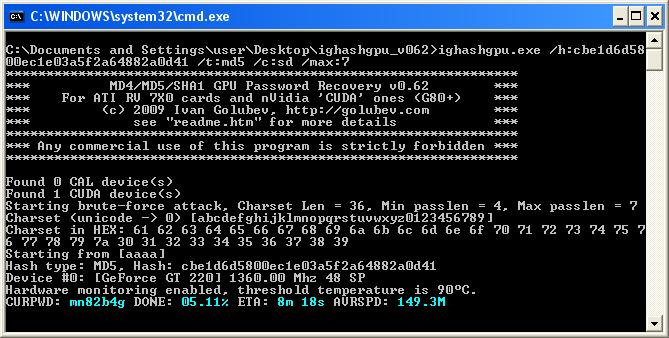 C:\WINDOWS\system32\cmd.exe
C:\Documents and Settings\user\Desktop\ighashgpu_v062>ighashgpu.exe /h:cbe1d6d58
00ec1e03a5f2a64882a0d41 /t:md5 /c:sd /max:7
****************************************************************
*** MD4/MD5/SHA1 GPU Password Recovery v0.62 ***
*** For ATI RV 7X0 cards and nVidia 'CUDA' ones (G80+) ***
*** (c) 2009 Ivan Golubev, http://golubev.com ***
*** see "readme.htm" for more details ***
****************************************************************
*** Any commercial use of this program is strictly forbidden ***
****************************************************************
Found 0 CAL device(s)
Found 1 CUDA device(s)
Starting brute-force attack, Charset Len = 36, Min passlen = 4, Max passlen = 7
Charset (unicode -> 0) [abcdefghijklmnopqrstuvwxyz0123456789]
Charset in HEX: 61 62 63 64 65 66 67 68 69 6a 6b 6c 6d 6e 6f 70 71 72 73 74 75 7
6 77 78 79 7a 30 31 32 33 34 35 36 37 38 39
Starting from [aaaa]
Hash type: MD5, Hash: cbe1d6d5800ec1e03a5f2a64882a0d41
Device #0: [GeForce GT 220] 1360.00 Mhz 48 SP
Hardware monitoring enabled, threshold temperature is 90°C.
CURPWD: mn82b4g DONE: 05.11% ETA: 8m 18s AVRSPD: 149.3M